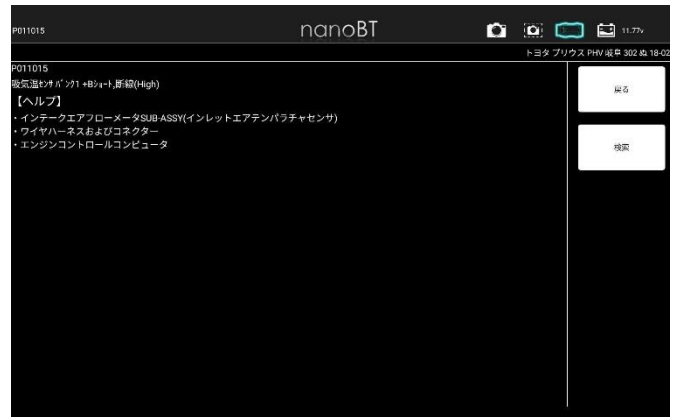 P011015
nanoBT
11.77v
トヨタ プリウス PHV 岐阜 302 ぬ 18-02
P011015
吸気温ｾﾝｻ ﾊﾞﾝｸ1 +Bｼｮｰﾄ,断線(High)
【ヘルプ】
・インテークエアフローメータSUB-ASSY(インレットエアテンパラチャセンサ)
・ワイヤハーネスおよびコネクター
・エンジンコントロールコンピュータ
戻る
検索